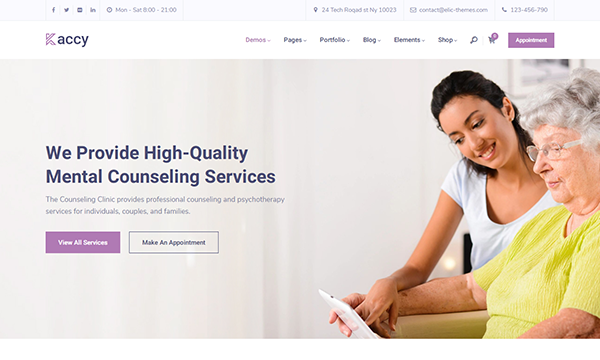 Mon - Sat 8:00 - 21:00
24 Tech Roqad st Ny 10023
contact@elic-themes.com
123-456-790
Kaccy
Demos
Pages
Portfolio
Blog
Elements
Shop
0
Appointment
We Provide High-Quality
Mental Counseling Services
The Counseling Clinic provides professional counseling and psychotherapy
services for individuals, couples, and families.
View All Services
Make An Appointment